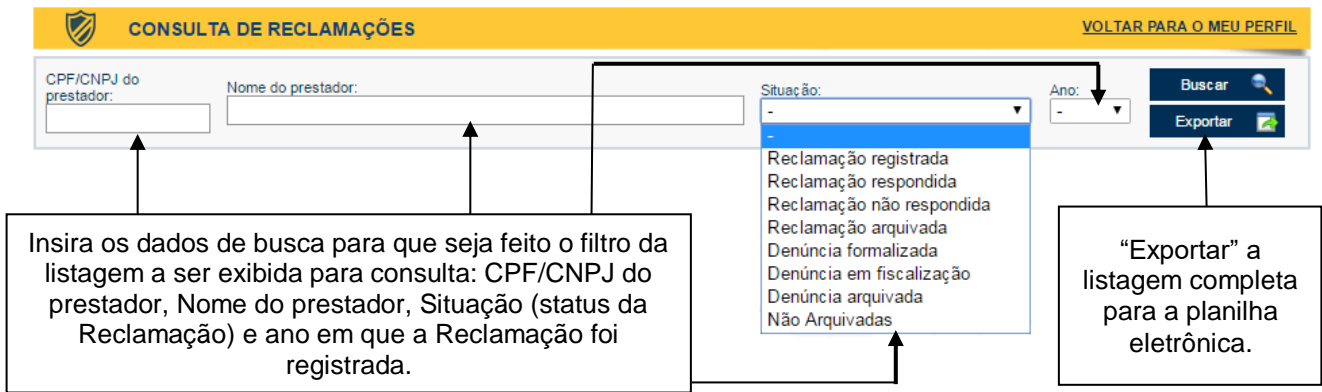 CONSULTA DE RECLAMAÇÕES
VOLTAR PARA O MEU PERFIL
CPF/CNPJ do
prestador:
Nome do prestador:
Situação:
-
Ano:
-
Buscar
Exportar
-
Reclamação registrada
Reclamação respondida
Reclamação não respondida
Reclamação arquivada
Denúncia formalizada
Denúncia em fiscalização
Denúncia arquivada
Não Arquivadas
Insira os dados de busca para que seja feito o filtro da
listagem a ser exibida para consulta: CPF/CNPJ do
prestador, Nome do prestador, Situação (status da
Reclamação) e ano em que a Reclamação foi
registrada.
“Exportar” a
listagem completa
para a planilha
eletrônica.